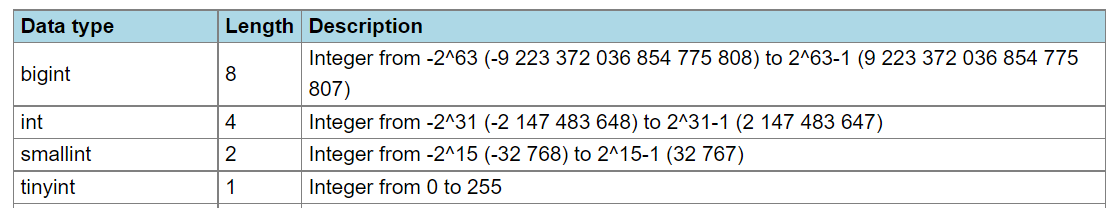 Data type Length Description
bigint 8 Integer from -2^63 (-9 223 372 036 854 775 808) to 2^63-1 (9 223 372 036 854 775
807)
int 4 Integer from -2^31 (-2 147 483 648) to 2^31-1 (2 147 483 647)
smallint 2 Integer from -2^15 (-32 768) to 2^15-1 (32 767)
tinyint 1 Integer from 0 to 255